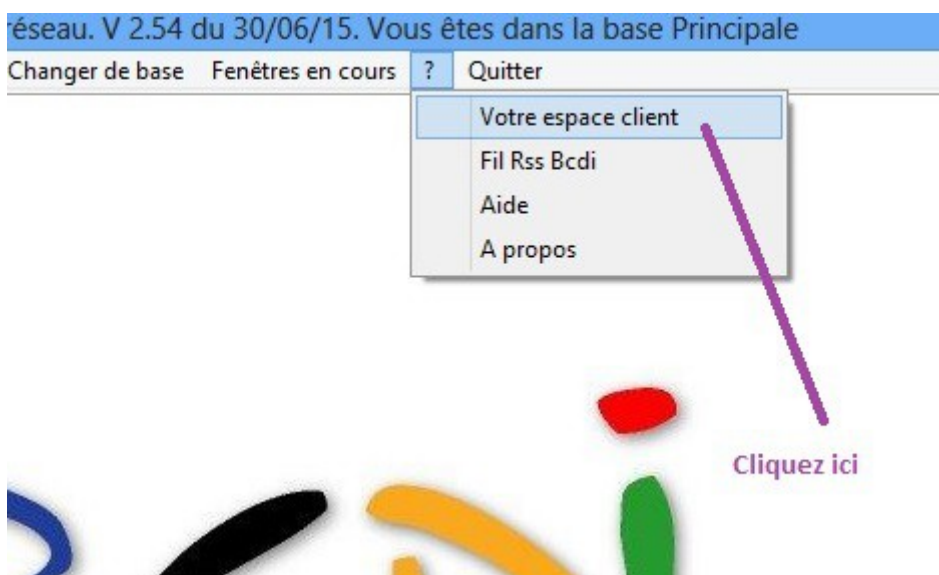 réseau. V 2.54 du 30/06/15. Vous êtes dans la base Principale
Changer de base Fenêtres en cours ? Quitter
Votre espace client
Fil Rss Bcdi
Aide
A propos
Cliquez ici